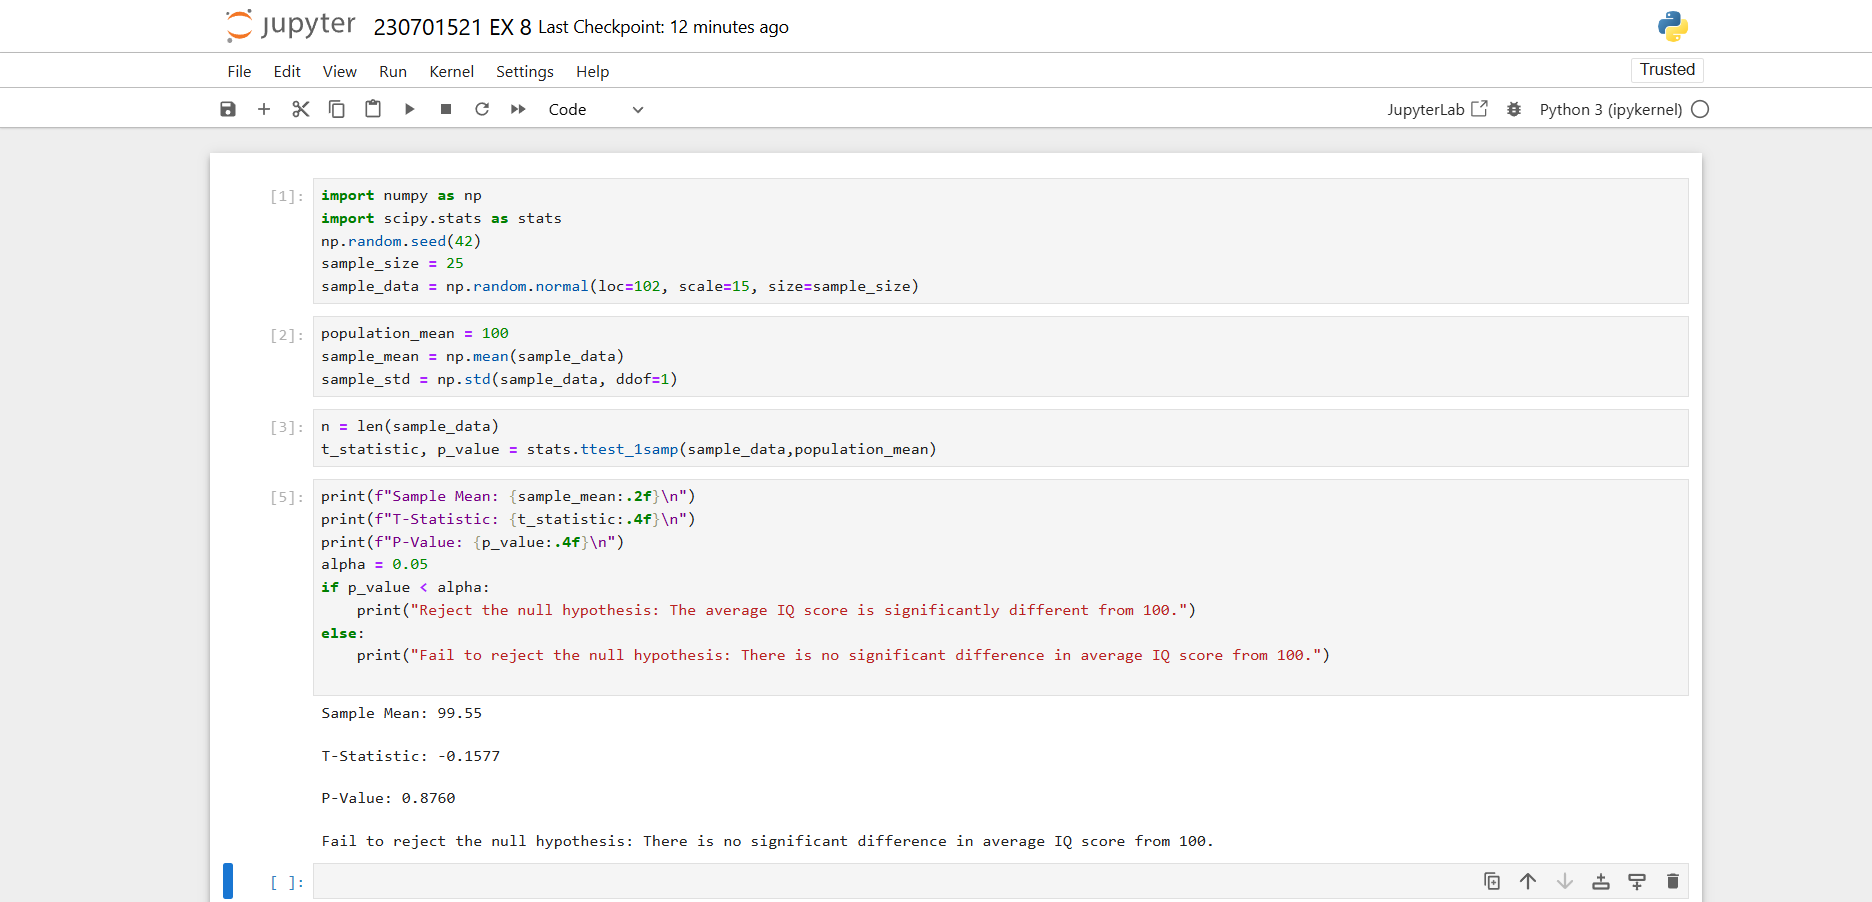 jupyter 230701521 EX 8 Last Checkpoint: 12 minutes ago
File Edit View Run Kernel Settings Help Trusted
Code JupyterLab Python 3 (ipykernel)
[1]: import numpy as np
import scipy.stats as stats
np.random.seed(42)
sample_size = 25
sample_data = np.random.normal(loc=102, scale=15, size=sample_size)
[2]: population_mean = 100
sample_mean = np.mean(sample_data)
sample_std = np.std(sample_data, ddof=1)
[3]: n = len(sample_data)
t_statistic, p_value = stats.ttest_1samp(sample_data,population_mean)
[5]: print(f"Sample Mean: {sample_mean:.2f}\n")
print(f"T-Statistic: {t_statistic:.4f}\n")
print(f"P-Value: {p_value:.4f}\n")
alpha = 0.05
if p_value < alpha:
    print("Reject the null hypothesis: The average IQ score is significantly different from 100.")
else:
    print("Fail to reject the null hypothesis: There is no significant difference in average IQ score from 100.")
Sample Mean: 99.55
T-Statistic: -0.1577
P-Value: 0.8760
Fail to reject the null hypothesis: There is no significant difference in average IQ score from 100.
[ ]: